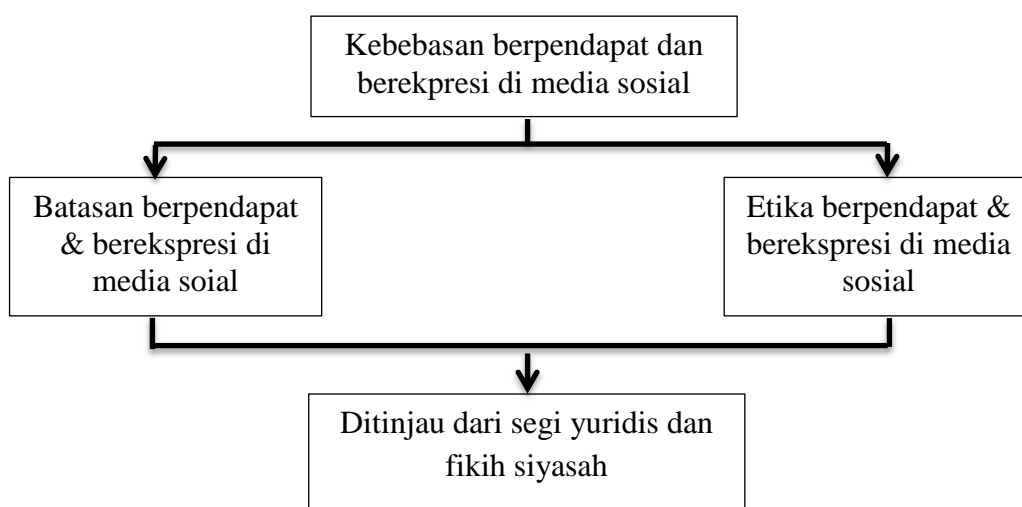 Kebebasan berpendapat dan
berekpresi di media sosial
Batasan berpendapat
& berekspresi di
media soial
Etika berpendapat &
berekspresi di media
sosial
Ditinjau dari segi yuridis dan
fikih siyasah